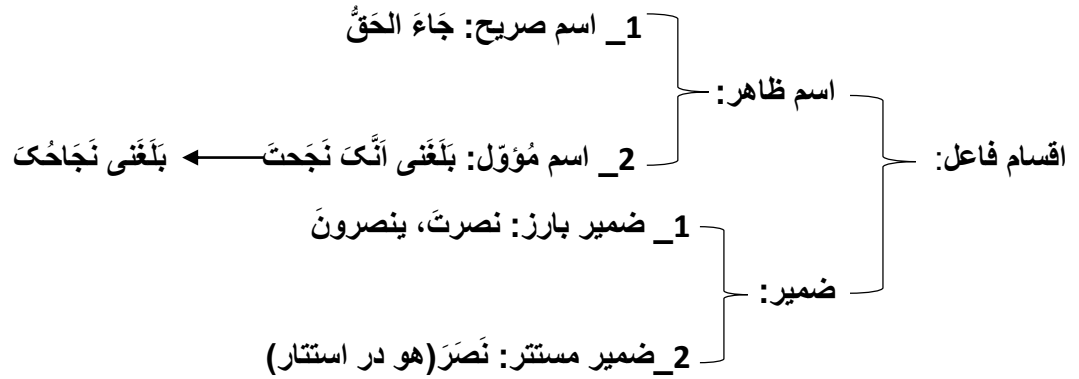 1_ اسم صریح: جَاءَ الحَقُّ
اسم ظاهر:
2_ اسم مُؤوّل: بَلَغَنی اَنَّکَ نَجَحتَ بَلَغَنی نَجَاحُکَ
اقسام فاعل:
1_ ضمیر بارز: نصرتَ، ینصرونَ
ضمیر:
2_ضمیر مستتر: نَصَرَ(هو در استتار)